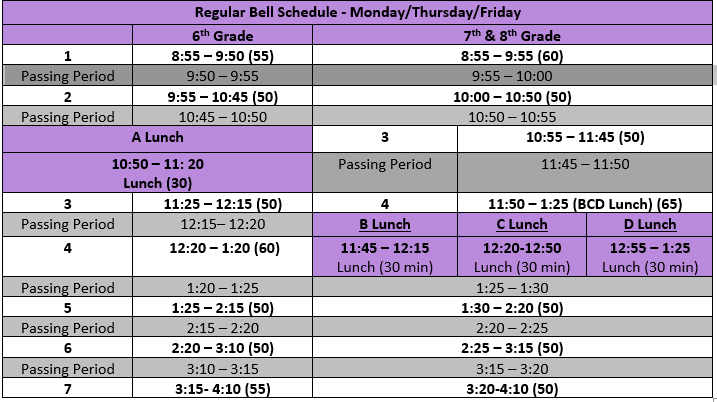 Regular Bell Schedule - Monday/Thursday/Friday
6th Grade 7th & 8th Grade
1 8:55 – 9:50 (55) 8:55 – 9:55 (60)
Passing Period 9:50 – 9:55 9:55 – 10:00
2 9:55 – 10:45 (50) 10:00 – 10:50 (50)
Passing Period 10:45 – 10:50 10:50 – 10:55
A Lunch 3 10:55 – 11:45 (50)
10:50 – 11: 20
Lunch (30)
Passing Period 11:45 – 11:50
3 11:25 – 12:15 (50) 4 11:50 – 1:25 (BCD Lunch) (65)
Passing Period 12:15– 12:20 B Lunch C Lunch D Lunch
4 12:20 – 1:20 (60) 11:45 – 12:15 12:20-12:50 12:55 – 1:25
Lunch (30 min) Lunch (30 min) Lunch (30 min)
Passing Period 1:20 – 1:25 1:25 – 1:30
5 1:25 – 2:15 (50) 1:30 – 2:20 (50)
Passing Period 2:15 – 2:20 2:20 – 2:25
6 2:20 – 3:10 (50) 2:25 – 3:15 (50)
Passing Period 3:10 – 3:15 3:15 – 3:20
7 3:15- 4:10 (55) 3:20-4:10 (50)